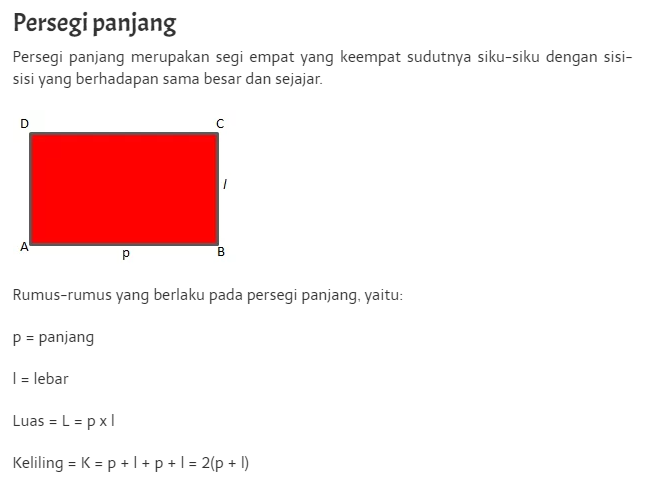 Persegi panjang
Persegi panjang merupakan segi empat yang keempat sudutnya siku-siku dengan sisi-
sisi yang berhadapan sama besar dan sejajar.
D C
l
A B
p
Rumus-rumus yang berlaku pada persegi panjang, yaitu:
p = panjang
l = lebar
Luas = L = p x l
Keliling = K = p + l + p + l = 2(p + l)